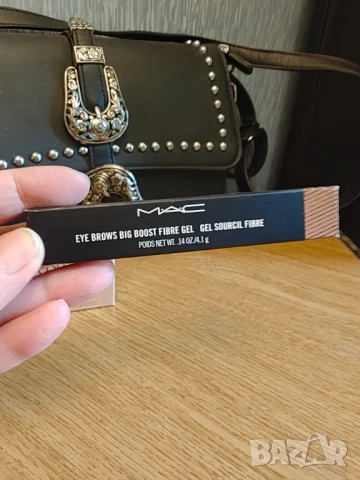 MAC
EYE BROWS BIG BOOST FIBRE GEL GEL SOURCIL FIBRE
POIDS NET WT. .14 OZ./4.1 g
BAZAR